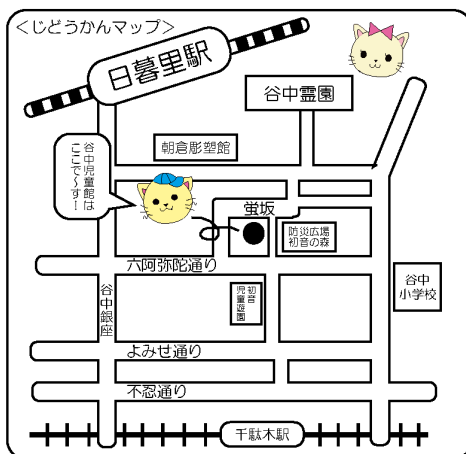 ＜じどうかんマップ＞
日暮里駅
谷中霊園
朝倉彫塑館
谷中児童館は
ここで〜す！
蛍坂
防災広場
初音の森
六阿弥陀通り
谷中銀座
初音
児童遊園
谷中
小学校
よみせ通り
不忍通り
千駄木駅